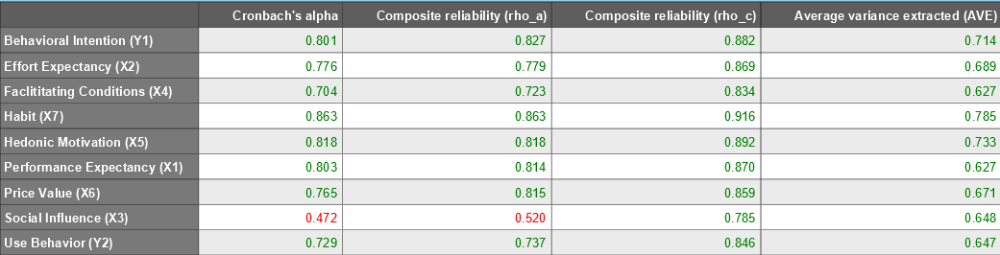 Cronbach's alpha Composite reliability (rho_a) Composite reliability (rho_c) Average variance extracted (AVE)
Behavioral Intention (Y1) 0.801 0.827 0.882 0.714
Effort Expectancy (X2) 0.776 0.779 0.869 0.689
Faclititating Conditions (X4) 0.704 0.723 0.834 0.627
Habit (X7) 0.863 0.863 0.916 0.785
Hedonic Motivation (X5) 0.818 0.818 0.892 0.733
Performance Expectancy (X1) 0.803 0.814 0.870 0.627
Price Value (X6) 0.765 0.815 0.859 0.671
Social Influence (X3) 0.472 0.520 0.785 0.648
Use Behavior (Y2) 0.729 0.737 0.846 0.647